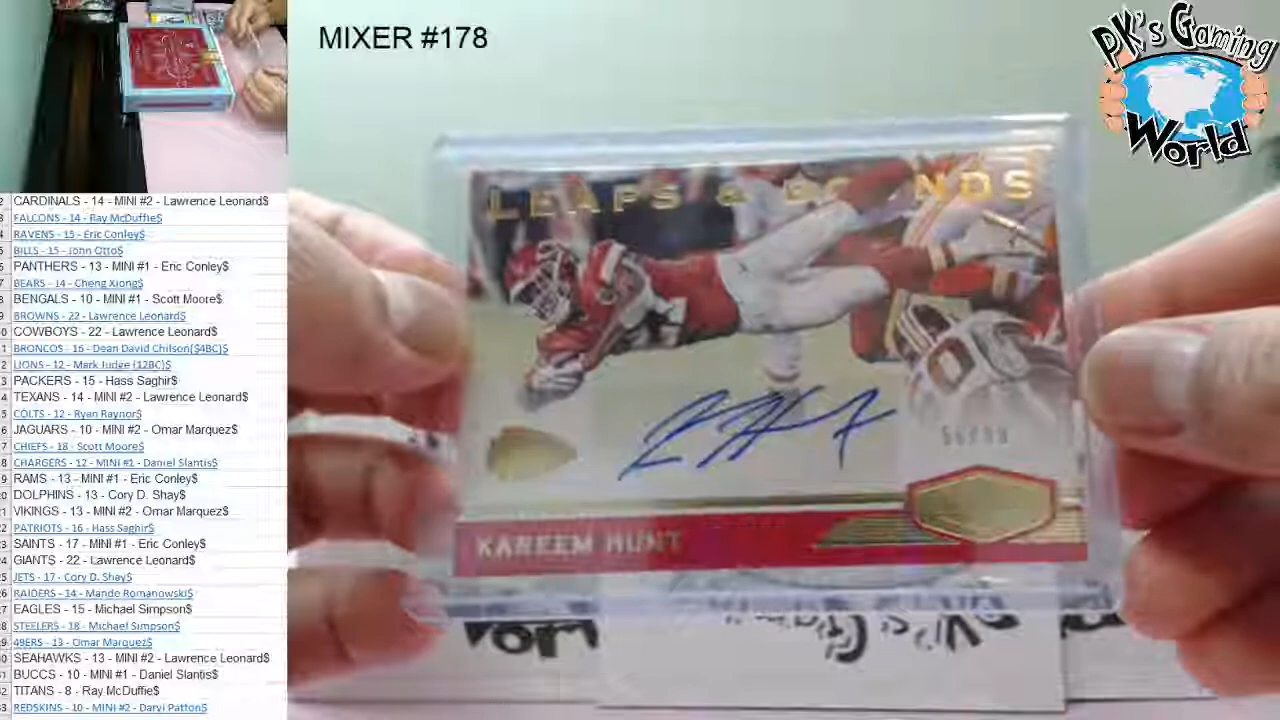 MIXER #178
PK's Gaming
World
CARDINALS - 14 - MINI #2 - Lawrence Leonard$
FALCONS - 14 - Ray McDuffie$
RAVENS - 15 - Eric Conley$
BILLS - 15 - John Otto$
PANTHERS - 13 - MINI #1 - Eric Conley$
BEARS - 14 - Cheng Xiong$
BENGALS - 10 - MINI #1 - Scott Moore$
BROWNS - 22 - Lawrence Leonard$
COWBOYS - 22 - Lawrence Leonard$
BRONCOS - 16 - Dean David Chilson($4BC)$
LIONS - 12 - Mark Judge (12BC)$
PACKERS - 15 - Hass Saghir$
TEXANS - 14 - MINI #2 - Lawrence Leonard$
COLTS - 12 - Ryan Raynor$
JAGUARS - 10 - MINI #2 - Omar Marquez$
CHIEFS - 18 - Scott Moore$
CHARGERS - 12 - MINI #1 - Daniel Slantis$
RAMS - 13 - MINI #1 - Eric Conley$
DOLPHINS - 13 - Cory D. Shay$
VIKINGS - 13 - MINI #2 - Omar Marquez$
PATRIOTS - 16 - Hass Saghir$
SAINTS - 17 - MINI #1 - Eric Conley$
GIANTS - 22 - Lawrence Leonard$
JETS - 17 - Cory D. Shay$
RAIDERS - 14 - Mando Romanowski$
EAGLES - 15 - Michael Simpson$
STEELERS - 18 - Michael Simpson$
49ERS - 13 - Omar Marquez$
SEAHAWKS - 13 - MINI #2 - Lawrence Leonard$
BUCCS - 10 - MINI #1 - Daniel Slantis$
TITANS - 8 - Ray McDuffie$
REDSKINS - 10 - MINI #2 - Daryl Patton$
LEAPS & BOUNDS
KAREEM HUNT